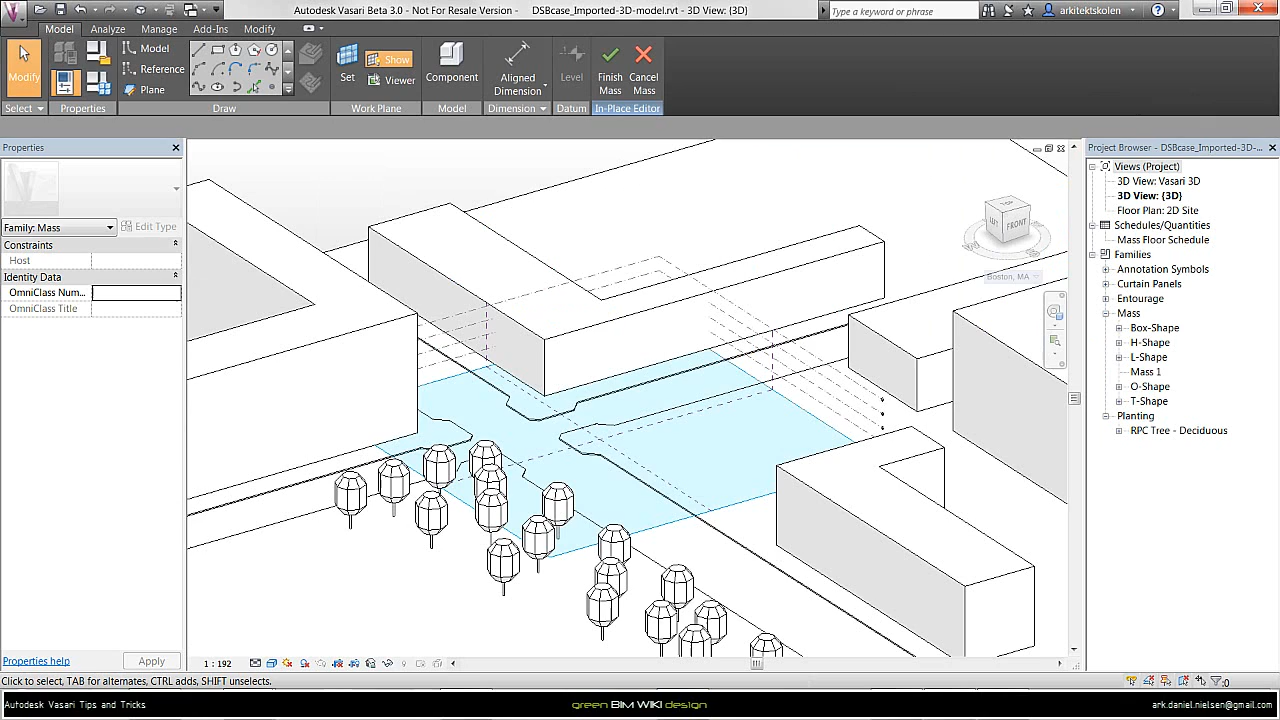 Autodesk Vasari Beta 3.0 - Not For Resale Version - DSBcase_Imported-3D-model.rvt - 3D View: {3D}
Type a keyword or phrase
arkitektskolen
Model
Analyze
Manage
Add-Ins
Modify
Modify
Model
Reference
Plane
Set
Show
Viewer
Component
Aligned
Dimension
Level
Finish
Mass
Cancel
Mass
Select
Properties
Draw
Work Plane
Model
Dimension
Datum
In-Place Editor
Properties
Family: Mass
Edit Type
Constraints
Host
Identity Data
OmniClass Num...
OmniClass Title
Properties help
Apply
TOP
LEFT
FRONT
Boston, MA
Project Browser - DSBcase_Imported-3D-...
Views (Project)
3D View: Vasari 3D
3D View: {3D}
Floor Plan: 2D Site
Schedules/Quantities
Mass Floor Schedule
Families
Annotation Symbols
Curtain Panels
Entourage
Mass
Box-Shape
H-Shape
L-Shape
Mass 1
O-Shape
T-Shape
Planting
RPC Tree - Deciduous
1 : 192
Click to select, TAB for alternates, CTRL adds, SHIFT unselects.
:0
Autodesk Vasari Tips and Tricks
green BIM WIKI design
ark.daniel.nielsen@gmail.com